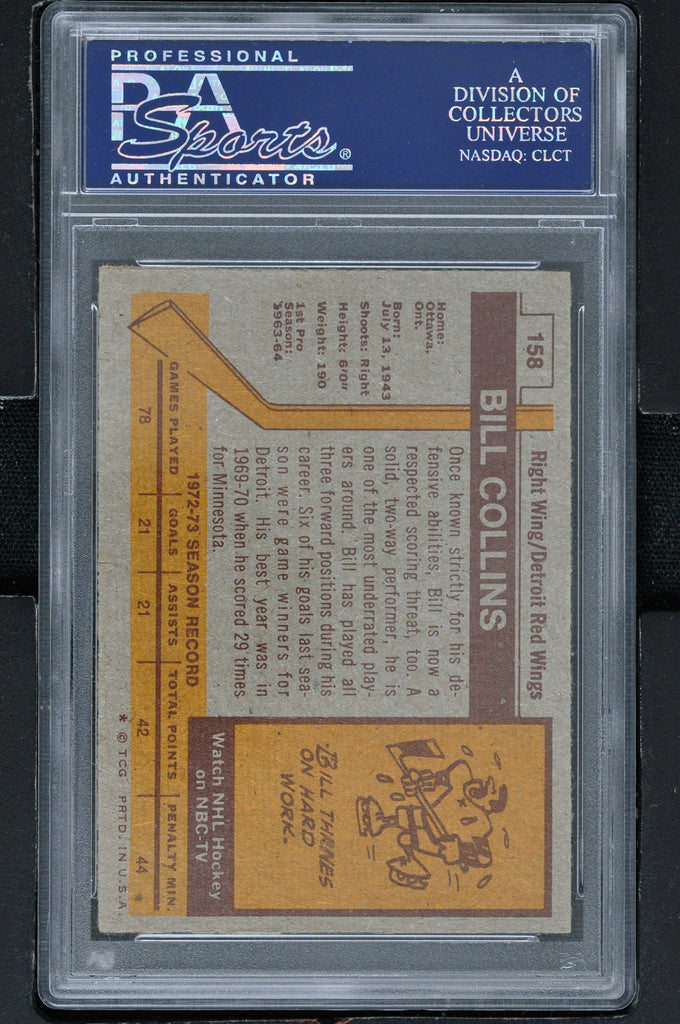 PROFESSIONAL
PSA
Sports®
AUTHENTICATOR
A
DIVISION OF
COLLECTORS
UNIVERSE
NASDAQ: CLCT
158
Right Wing/Detroit Red Wings
BILL COLLINS
Home:
Ottawa,
Ont.
Born:
July 13, 1943
Shoots: Right
Height: 6'0"
Weight: 190
1st Pro
Season:
1963-64
Once known strictly for his de-
fensive abilities, Bill is now a
respected scoring threat, too. A
solid, two-way performer, he is
one of the most underrated play-
ers around. Bill has played all
three forward positions during his
career. Six of his goals last sea-
son were game winners for
Detroit. His best year was in
1969-70 when he scored 29 times
for Minnesota.
BILL THRIVES
ON HARD
WORK.
Watch NHL Hockey
on NBC-TV
1972-73 SEASON RECORD
GAMES PLAYED GOALS ASSISTS TOTAL POINTS PENALTY MIN.
78 21 21 42 44
* © TCG PRTD. IN U.S.A.